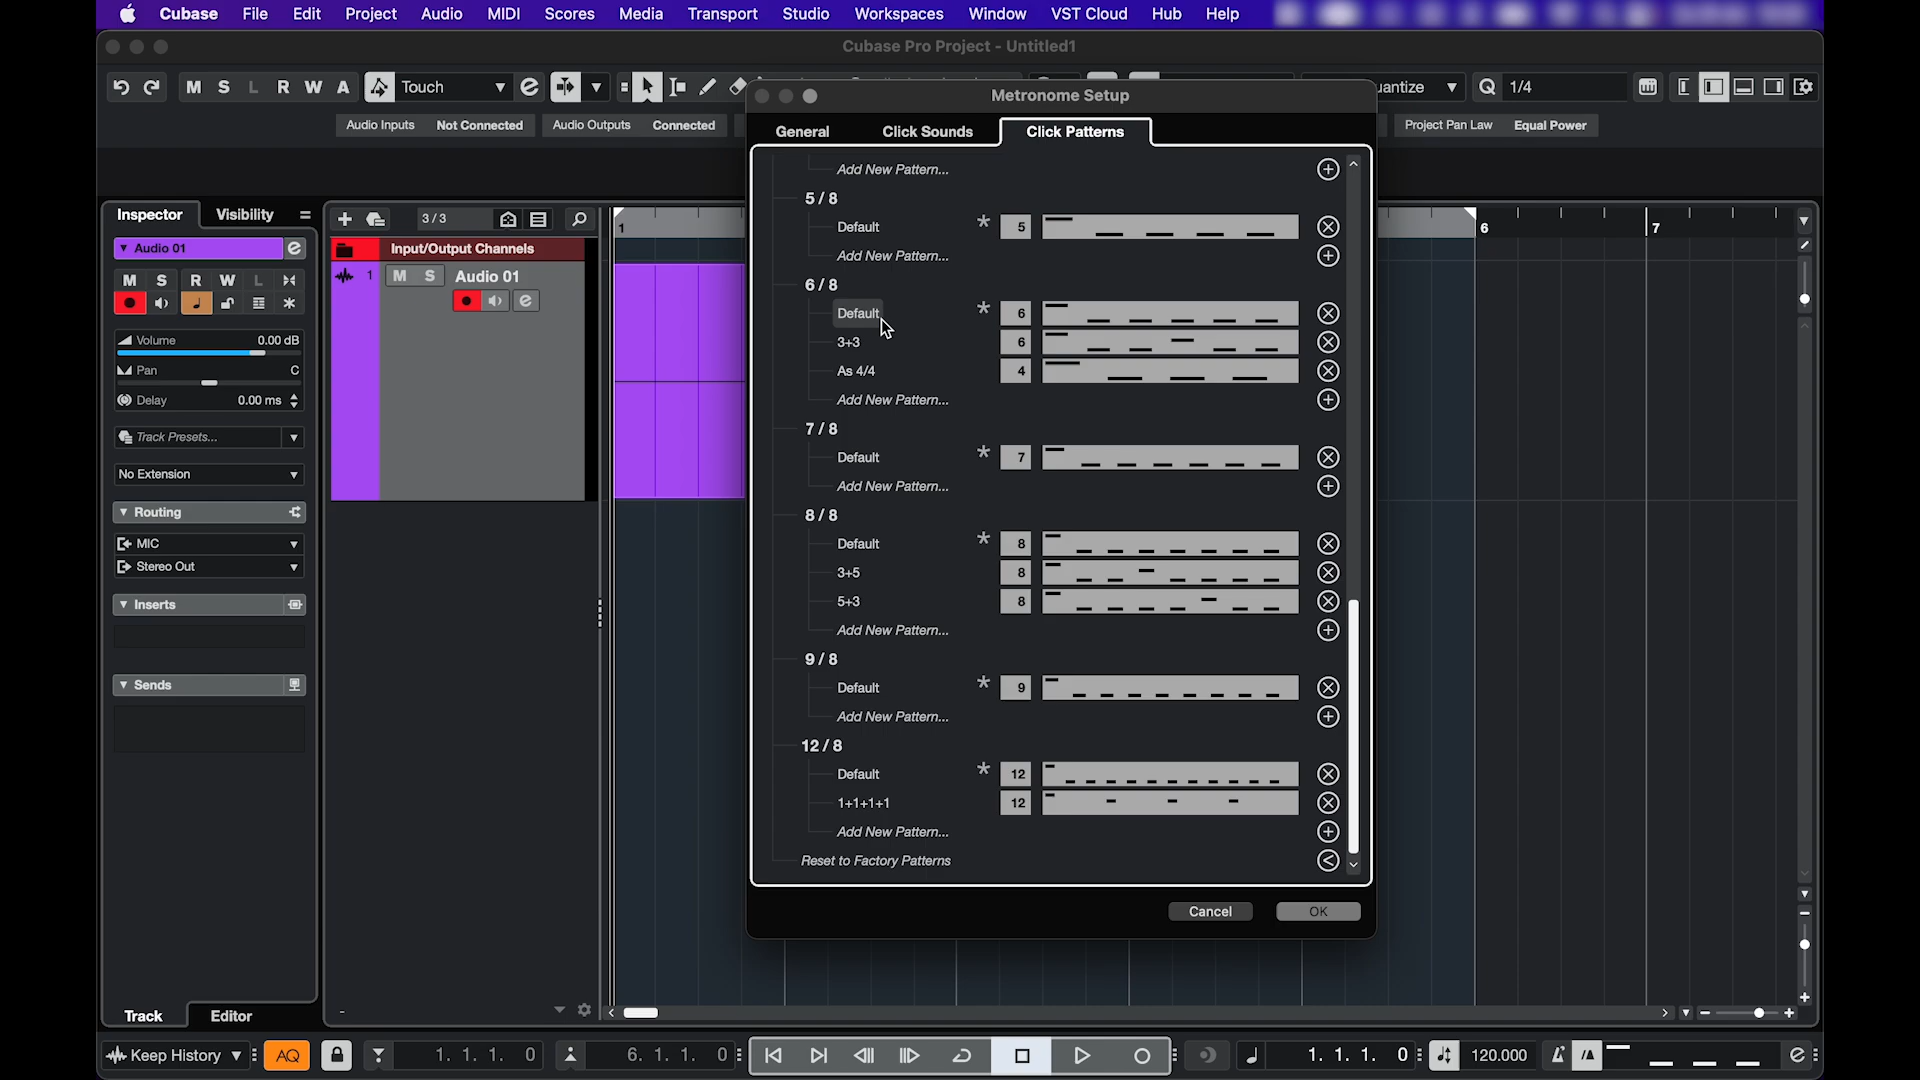 Cubase File Edit Project Audio MIDI Scores Media Transport Studio Workspaces Window VST Cloud Hub Help
Cubase Pro Project - Untitled1
M S L R W A Touch e
uantize Q 1/4
Audio Inputs Not Connected Audio Outputs Connected
Project Pan Law Equal Power
Metronome Setup
General Click Sounds Click Patterns
Add New Pattern...
5 / 8
Default * 5
Add New Pattern...
6 / 8
Default * 6
3+3 6
As 4/4 4
Add New Pattern...
7 / 8
Default * 7
Add New Pattern...
8 / 8
Default * 8
3+5 8
5+3 8
Add New Pattern...
9 / 8
Default * 9
Add New Pattern...
12 / 8
Default * 12
1+1+1+1 12
Add New Pattern...
Reset to Factory Patterns
Cancel OK
Inspector Visibility
Audio 01 e
M S R W L
Volume 0.00 dB
Pan C
Delay 0.00 ms
Track Presets...
No Extension
Routing
MIC
Stereo Out
Inserts
Sends
Track Editor
3 / 3
Input/Output Channels
1 M S Audio 01
e
1 6 7
Keep History AQ 1. 1. 1. 0 6. 1. 1. 0 1. 1. 1. 0 120.000 e